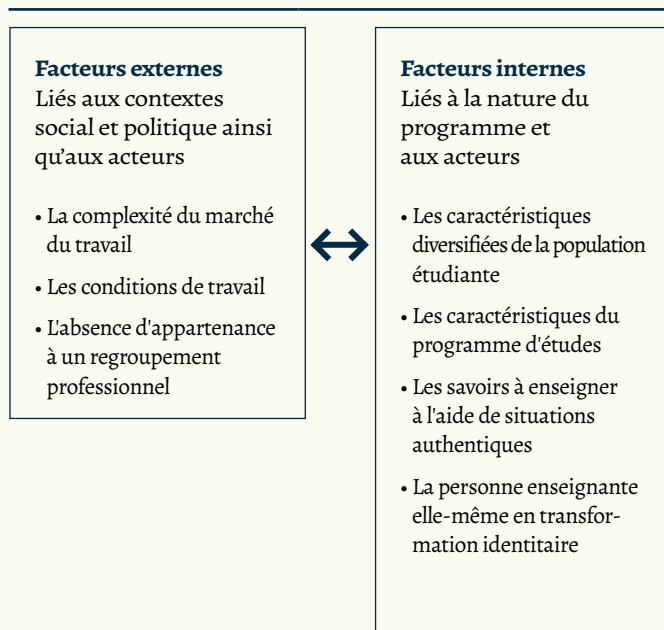 Facteurs externes
Liés aux contextes
social et politique ainsi
qu’aux acteurs
• La complexité du marché
du travail
• Les conditions de travail
• L'absence d'appartenance
à un regroupement
professionnel
Facteurs internes
Liés à la nature du
programme et
aux acteurs
• Les caractéristiques
diversifiées de la population
étudiante
• Les caractéristiques du
programme d'études
• Les savoirs à enseigner
à l'aide de situations
authentiques
• La personne enseignante
elle-même en transfor-
mation identitaire